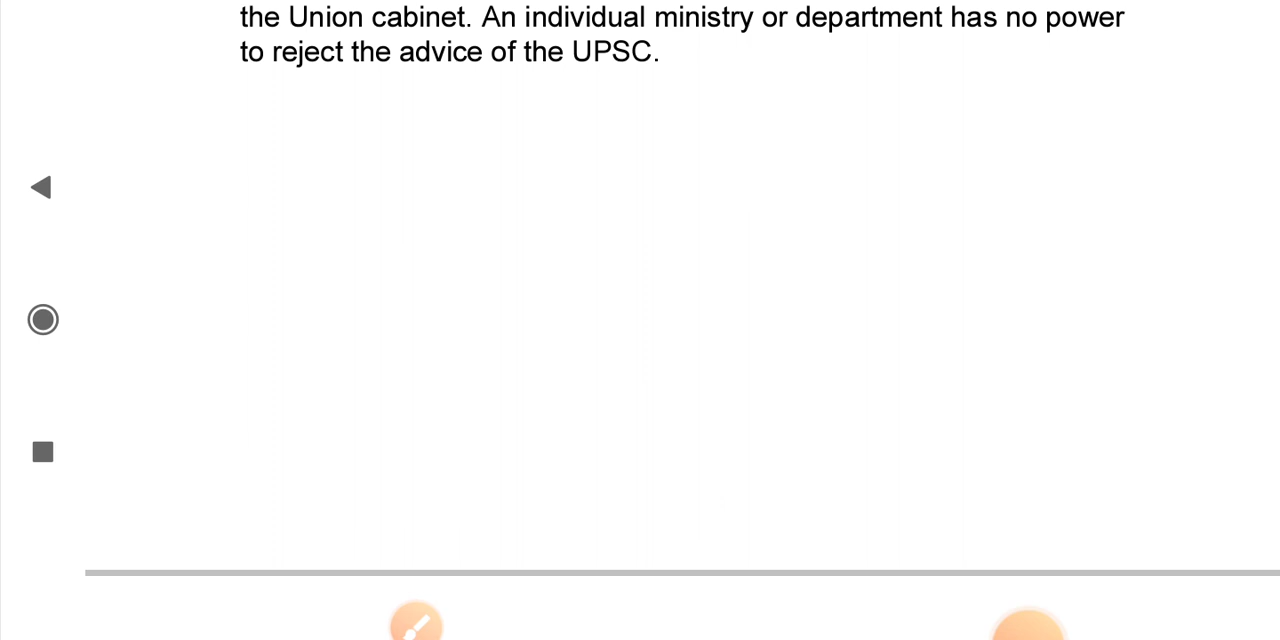 the Union cabinet. An individual ministry or department has no power
to reject the advice of the UPSC.